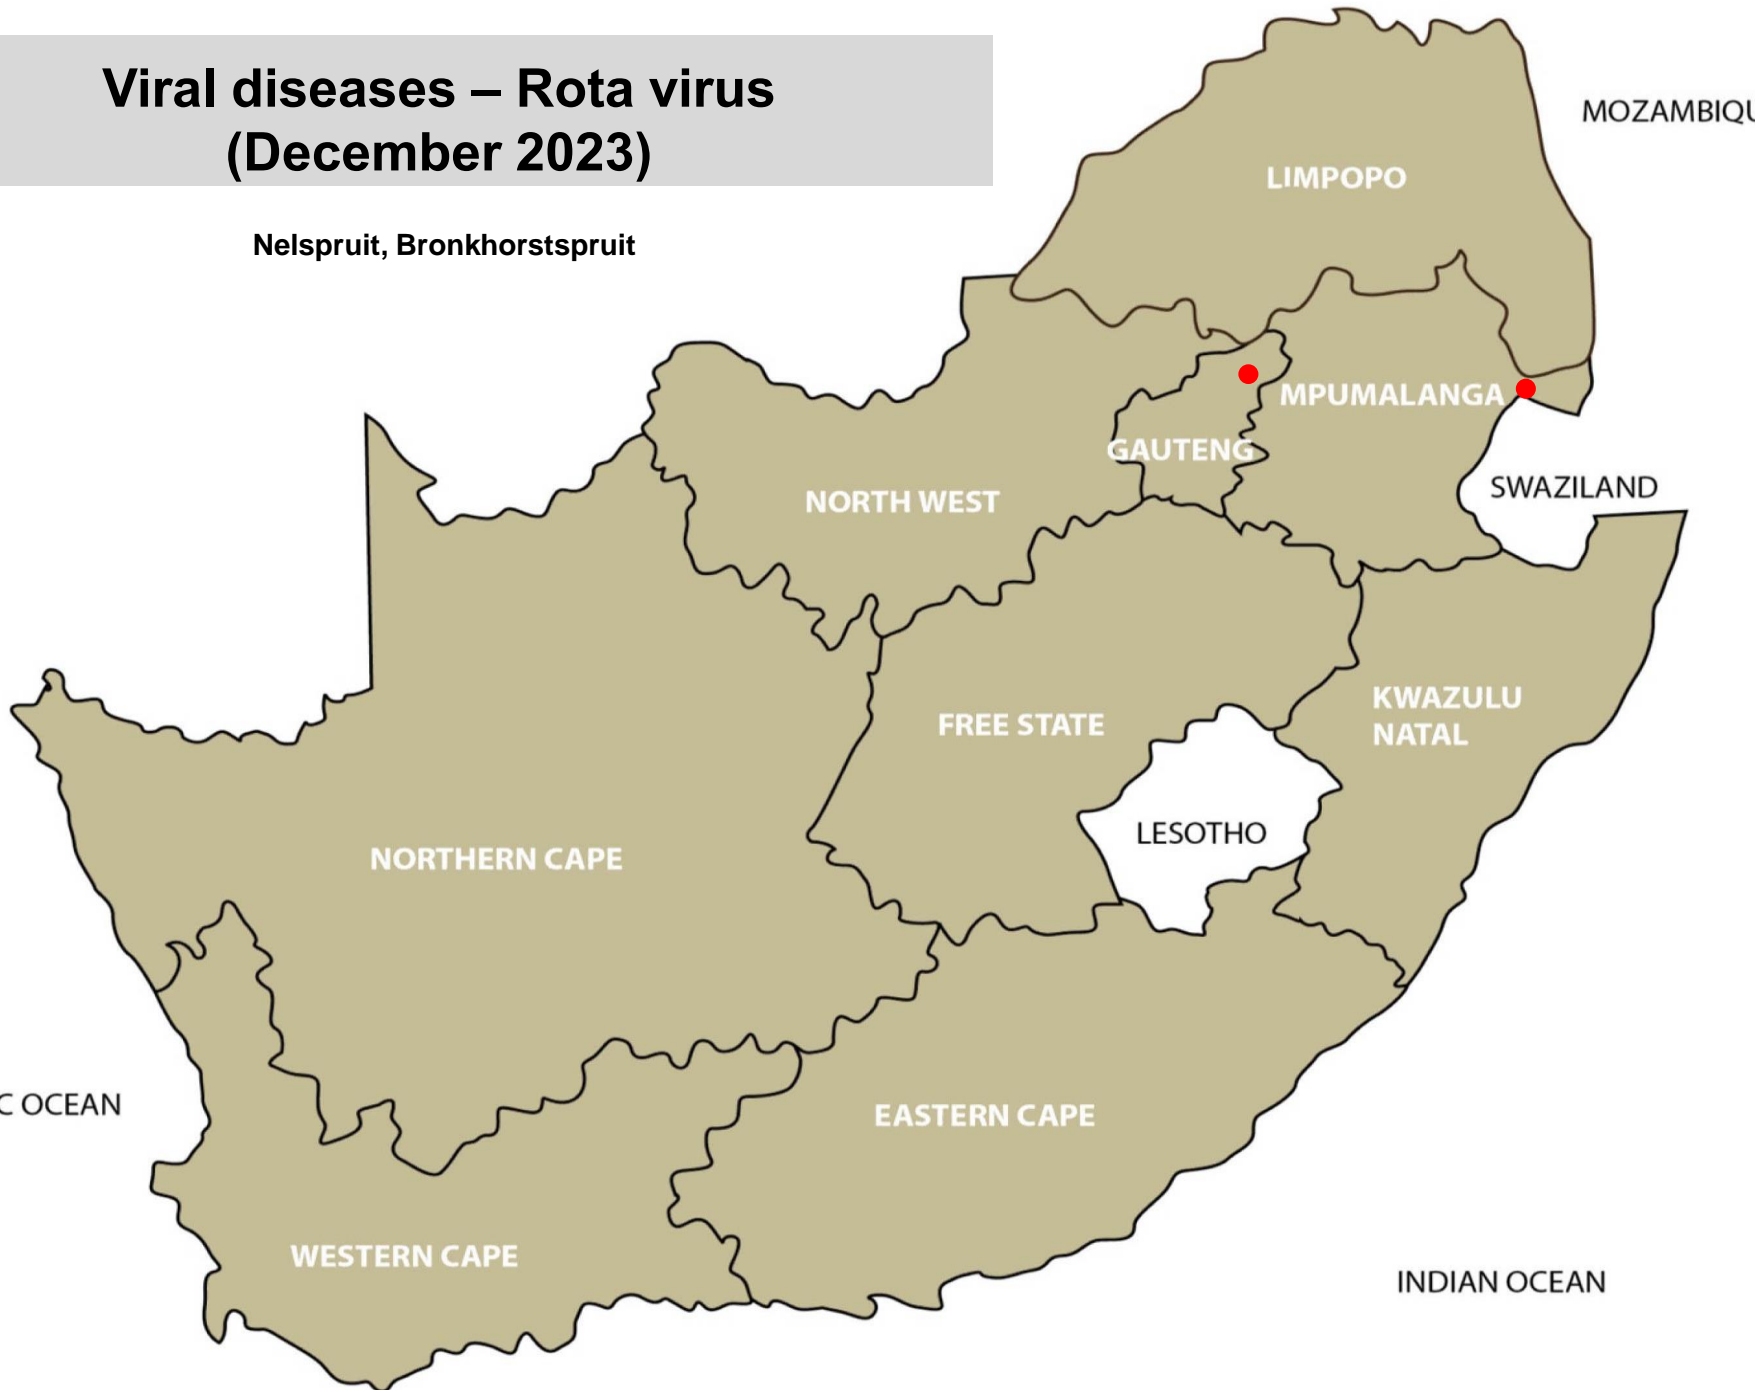 Viral diseases – Rota virus
(December 2023)
Nelspruit, Bronkhorstspruit
MOZAMBIQU
LIMPOPO
MPUMALANGA
GAUTENG
SWAZILAND
NORTH WEST
KWAZULU
NATAL
FREE STATE
LESOTHO
NORTHERN CAPE
C OCEAN
EASTERN CAPE
WESTERN CAPE
INDIAN OCEAN